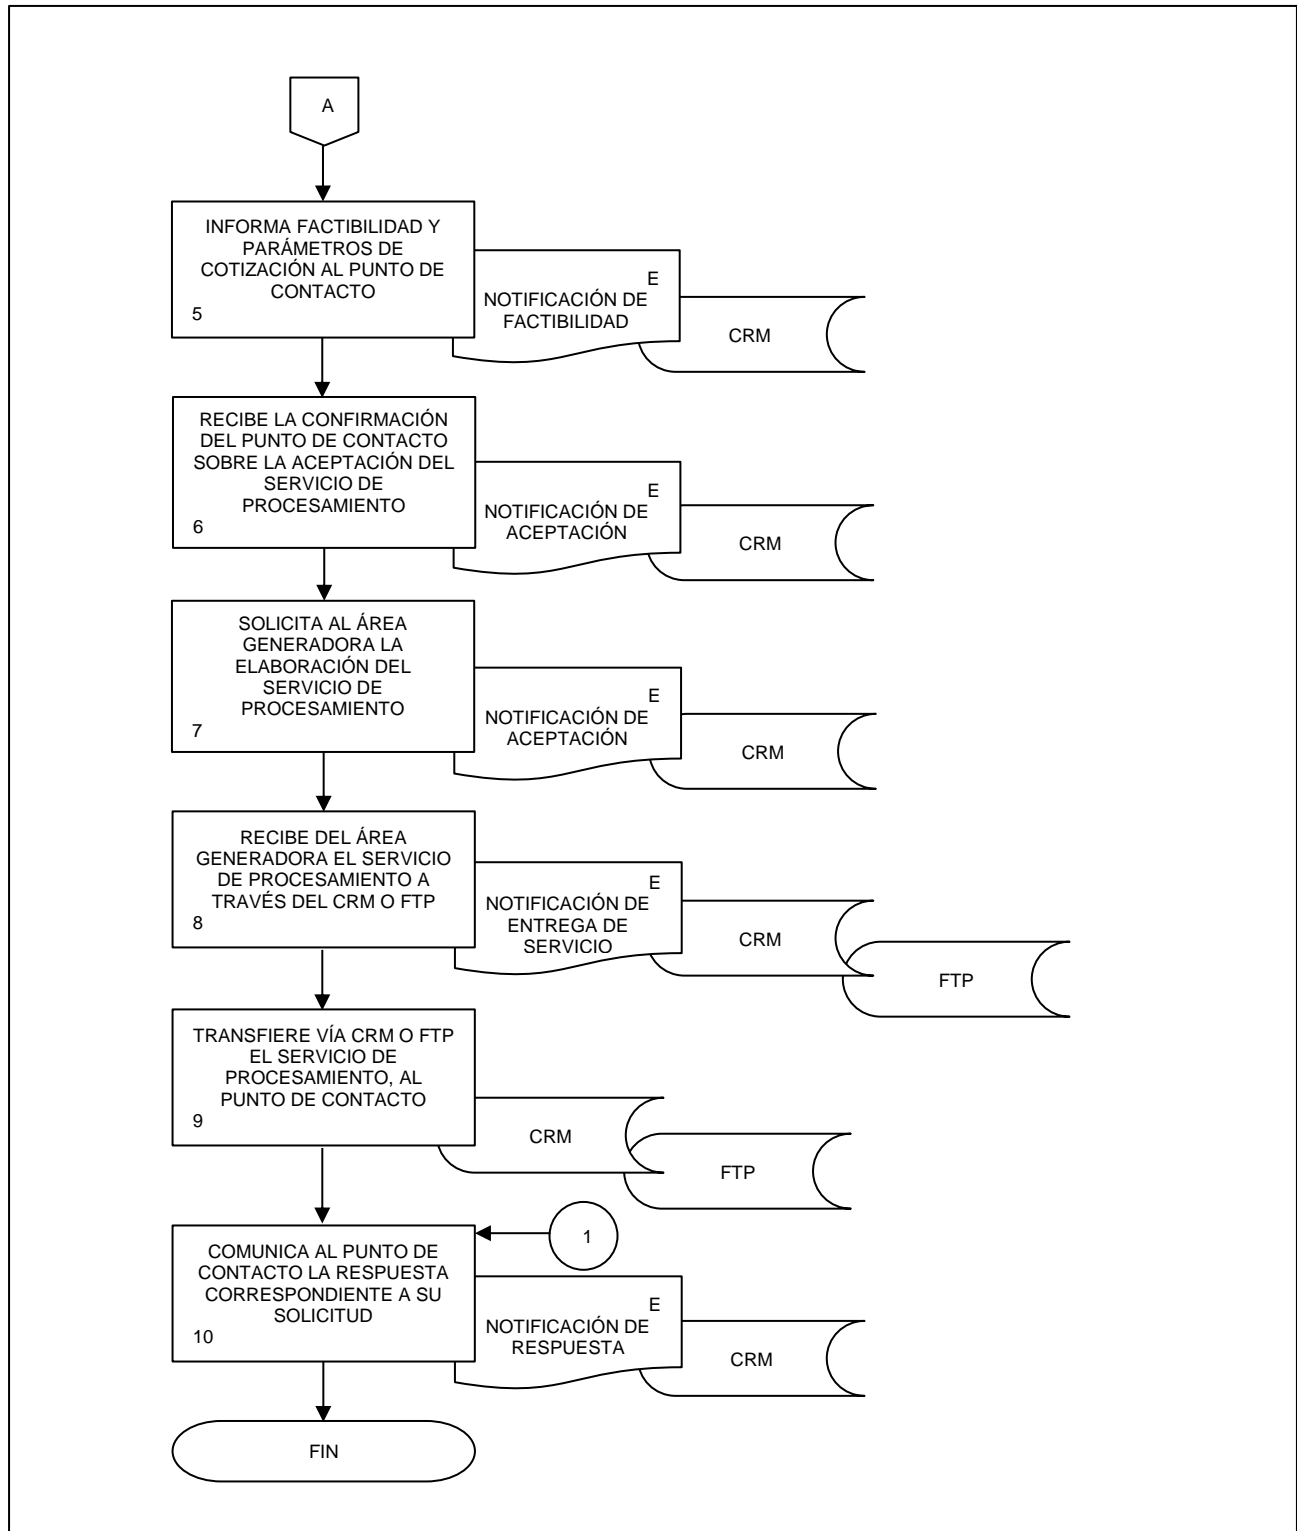 A
INFORMA FACTIBILIDAD Y
PARÁMETROS DE
COTIZACIÓN AL PUNTO DE
CONTACTO
5
E
NOTIFICACIÓN DE
FACTIBILIDAD
CRM
RECIBE LA CONFIRMACIÓN
DEL PUNTO DE CONTACTO
SOBRE LA ACEPTACIÓN DEL
SERVICIO DE
PROCESAMIENTO
6
E
NOTIFICACIÓN DE
ACEPTACIÓN
CRM
SOLICITA AL ÁREA
GENERADORA LA
ELABORACIÓN DEL
SERVICIO DE
PROCESAMIENTO
7
E
NOTIFICACIÓN DE
ACEPTACIÓN
CRM
RECIBE DEL ÁREA
GENERADORA EL SERVICIO
DE PROCESAMIENTO A
TRAVÉS DEL CRM O FTP
8
E
NOTIFICACIÓN DE
ENTREGA DE
SERVICIO
CRM
FTP
TRANSFIERE VÍA CRM O FTP
EL SERVICIO DE
PROCESAMIENTO, AL
PUNTO DE CONTACTO
9
CRM
FTP
1
COMUNICA AL PUNTO DE
CONTACTO LA RESPUESTA
CORRESPONDIENTE A SU
SOLICITUD
10
E
NOTIFICACIÓN DE
RESPUESTA
CRM
FIN